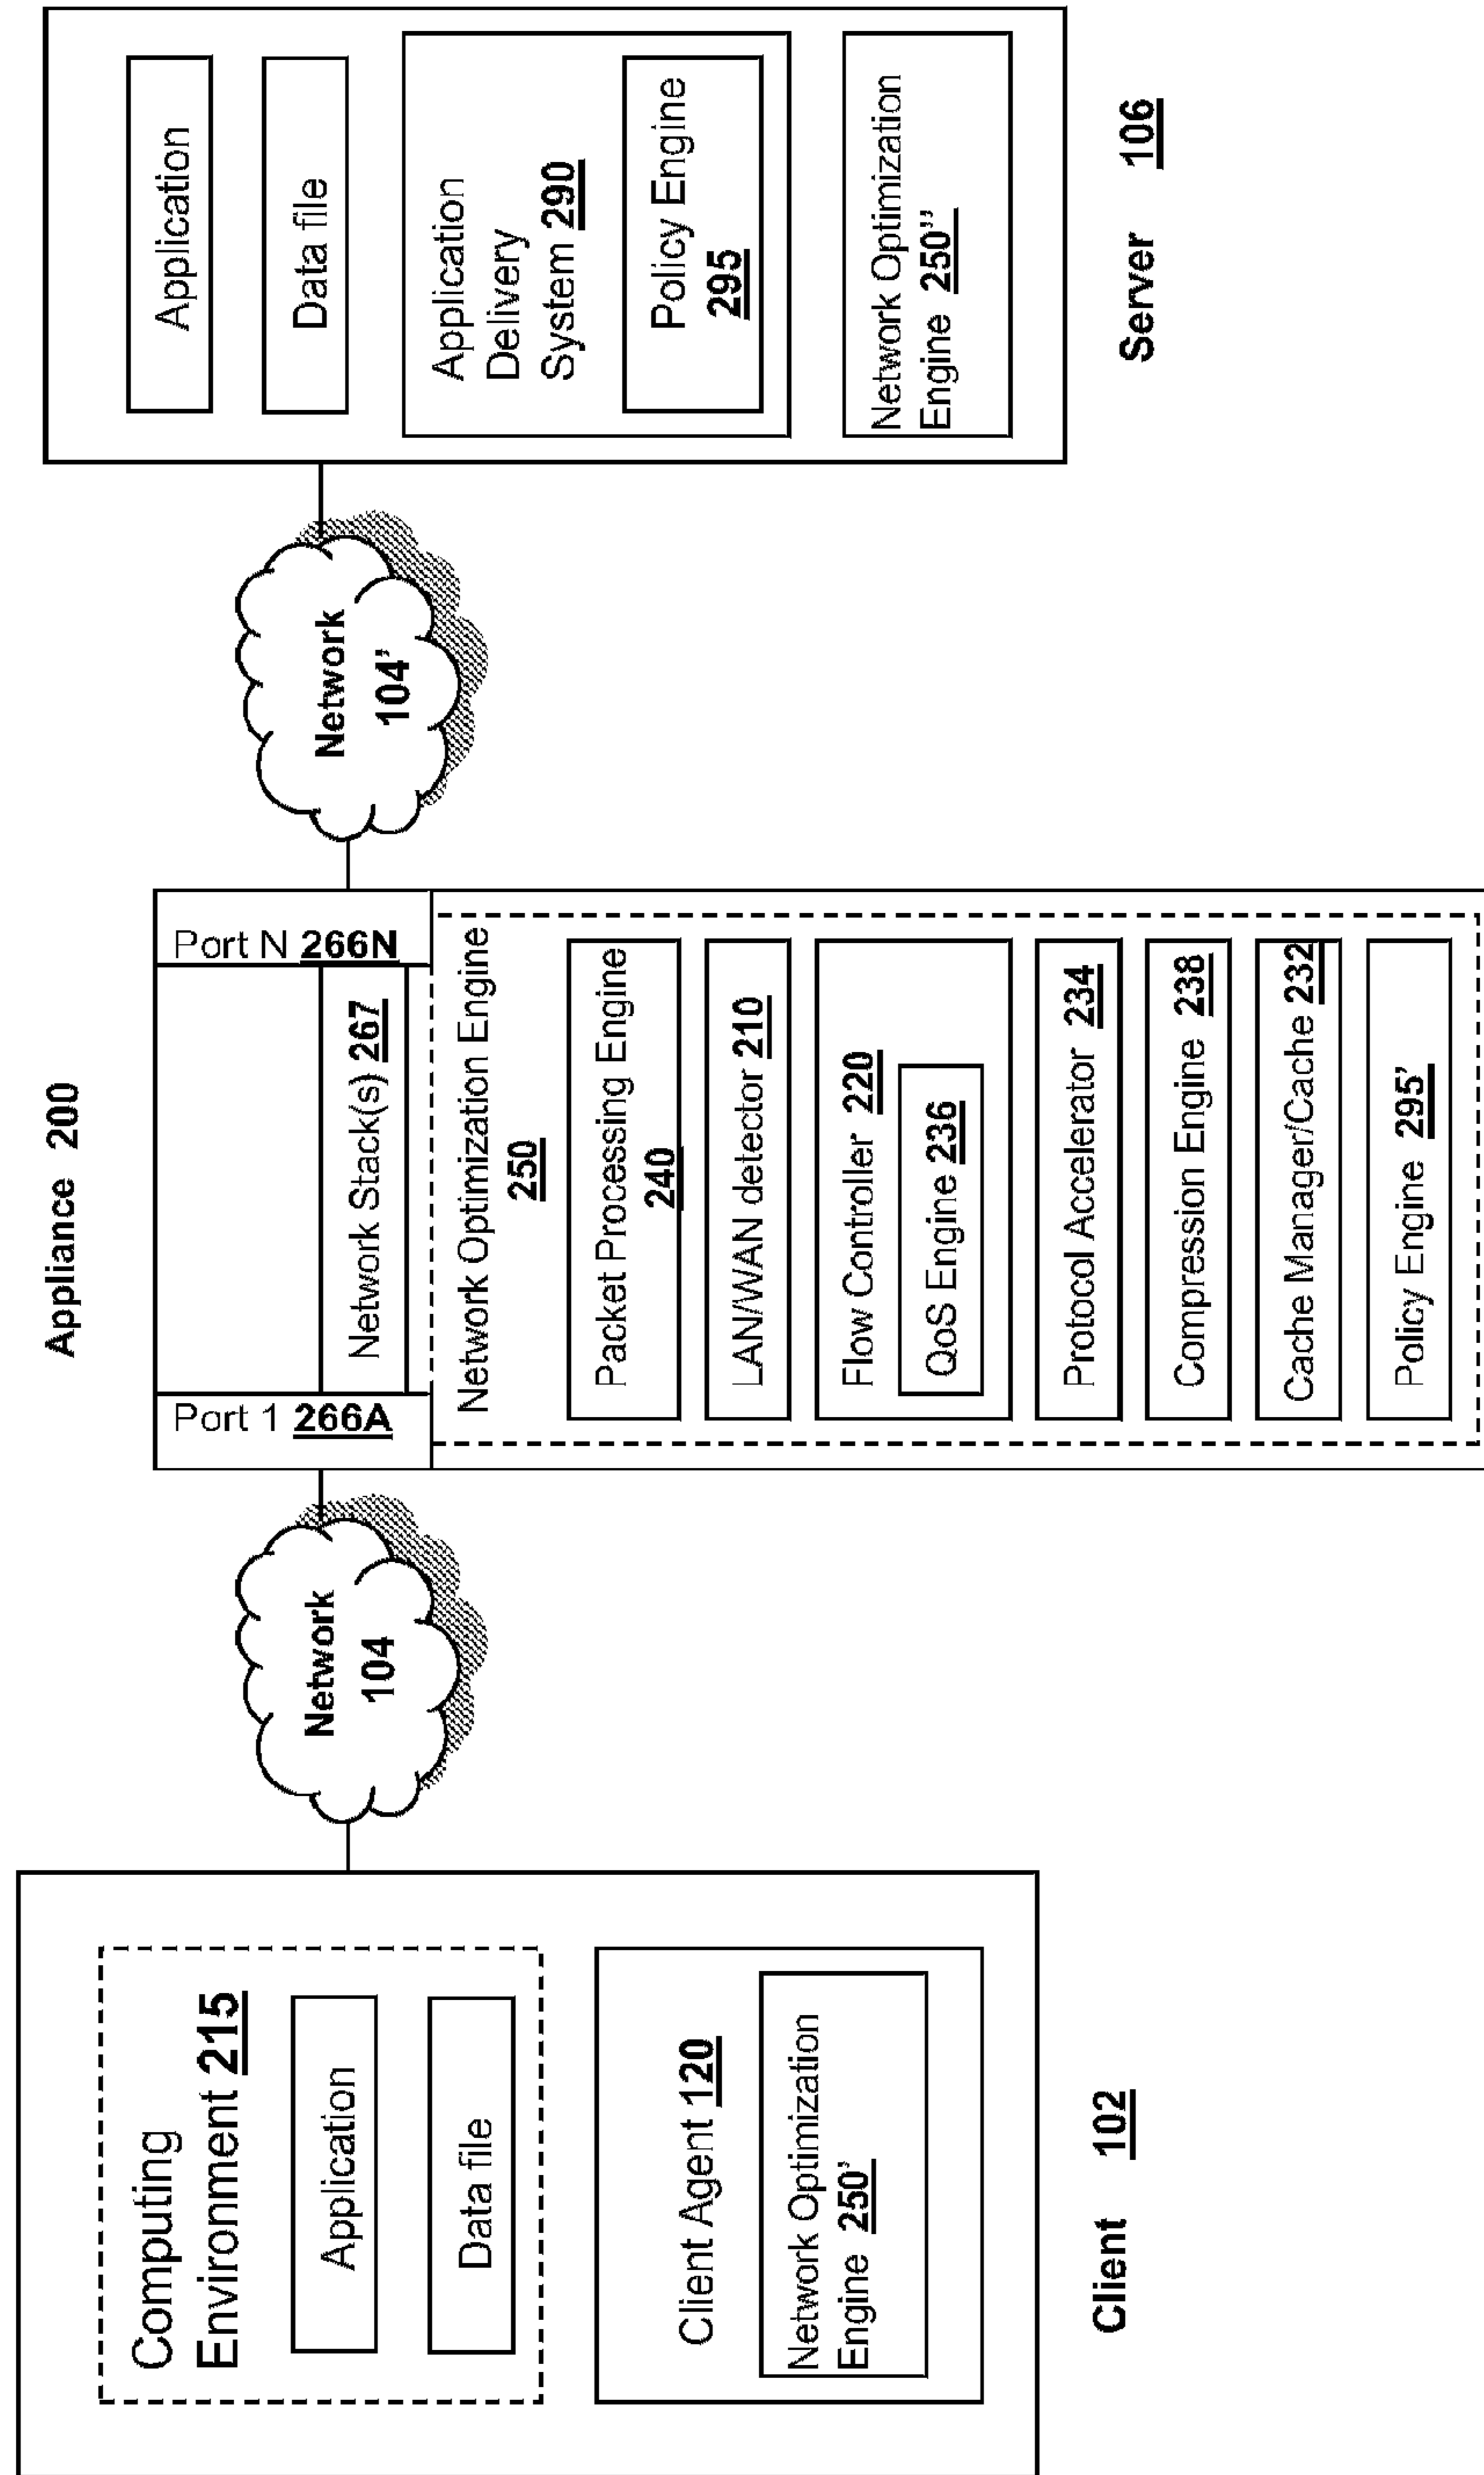 Appliance 200
Computing
Environment 215
Application
Data file
Client Agent 120
Network Optimization
Engine 250'
Client 102
Network
104
Port 1 266A
Port N 266N
Network Stack(s) 267
Network Optimization Engine
250
Packet Processing Engine
240
LAN/WAN detector 210
Flow Controller 220
QoS Engine 236
Protocol Accelerator 234
Compression Engine 238
Cache Manager/Cache 232
Policy Engine 295'
Network
104'
Application
Data file
Application
Delivery
System 290
Policy Engine
295
Network Optimization
Engine 250''
Server 106